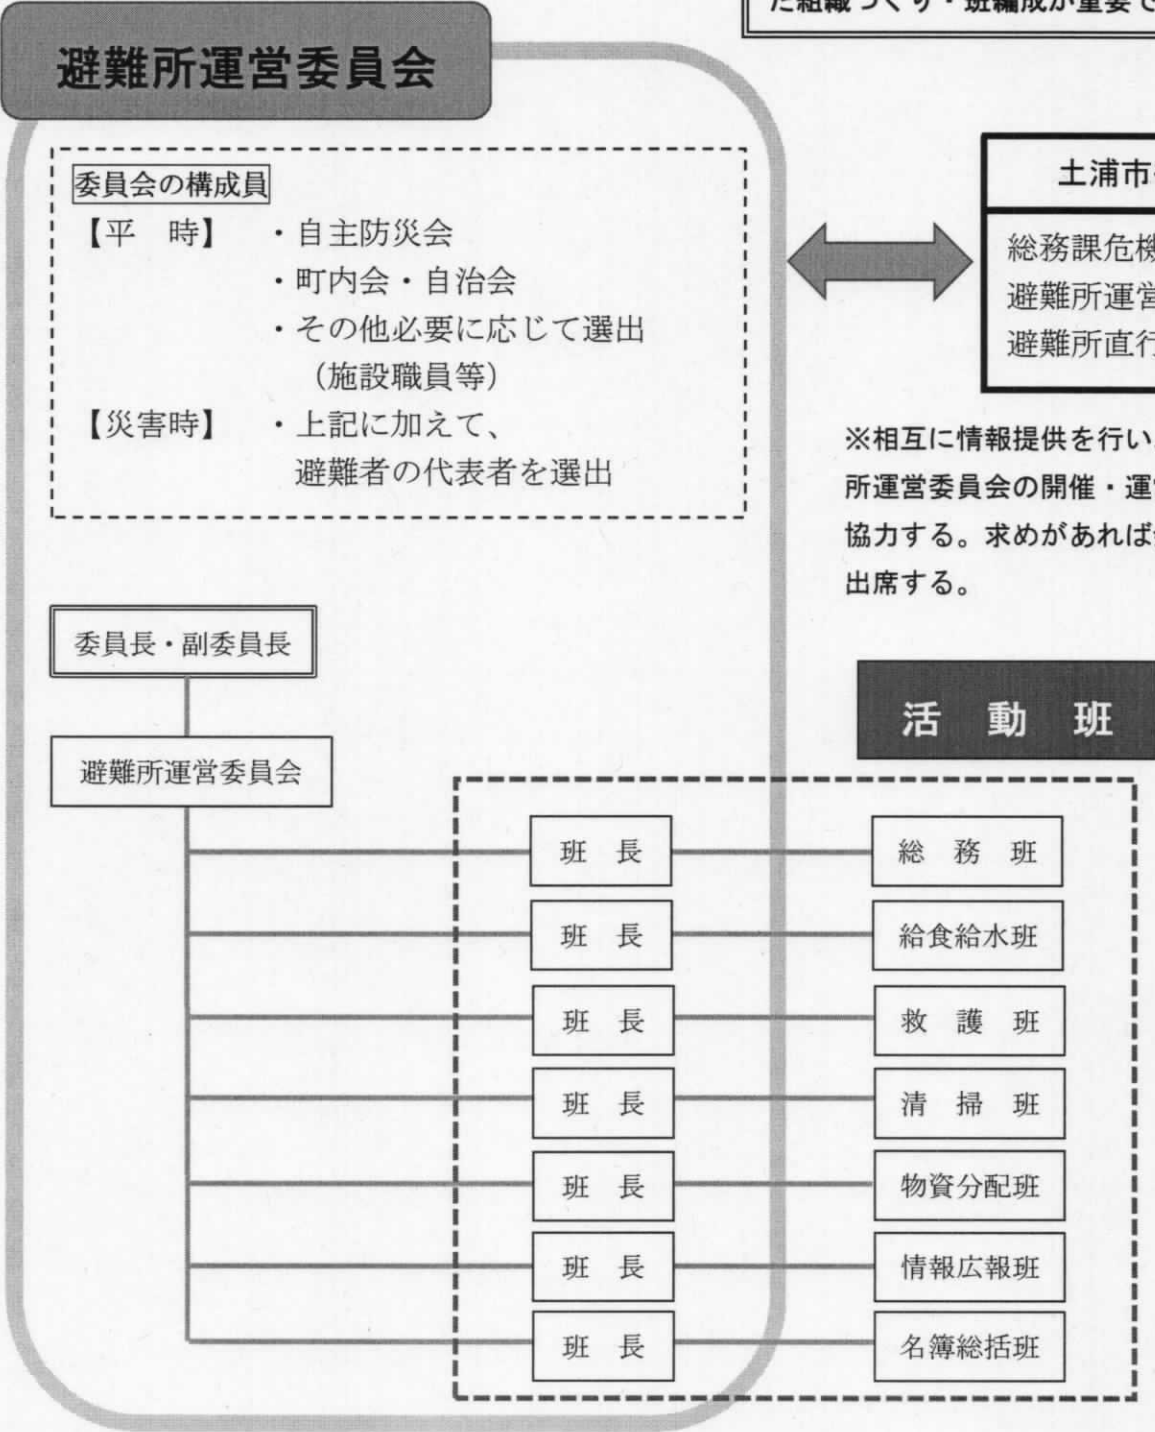 た組織づくり・班編成が重要で
避難所運営委員会
委員会の構成員
【平　時】　・自主防災会
・町内会・自治会
・その他必要に応じて選出
（施設職員等）
【災害時】　・上記に加えて、
避難者の代表者を選出
土浦市
総務課危機
避難所運営
避難所直行
※相互に情報提供を行い
所運営委員会の開催・運営
協力する。求めがあれば
出席する。
委員長・副委員長
避難所運営委員会
活　動　班
班　長　総　務　班
班　長　給食給水班
班　長　救　護　班
班　長　清　掃　班
班　長　物資分配班
班　長　情報広報班
班　長　名簿総括班